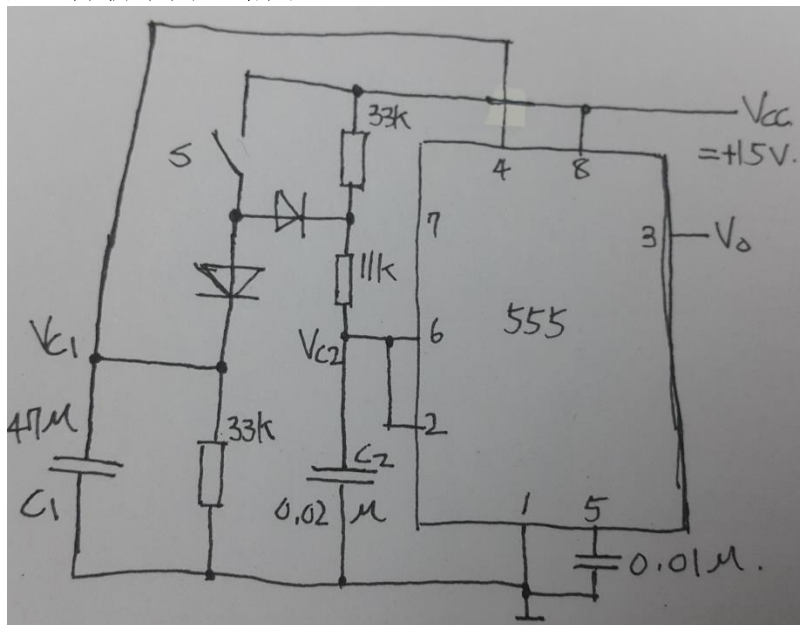 33K
VCC
=+15V.
S
4
8
7
3
Vo
11K
555
VC1
VC2
6
47μ
33K
C2
2
C1
0.02 μ
1
5
0.01μ.